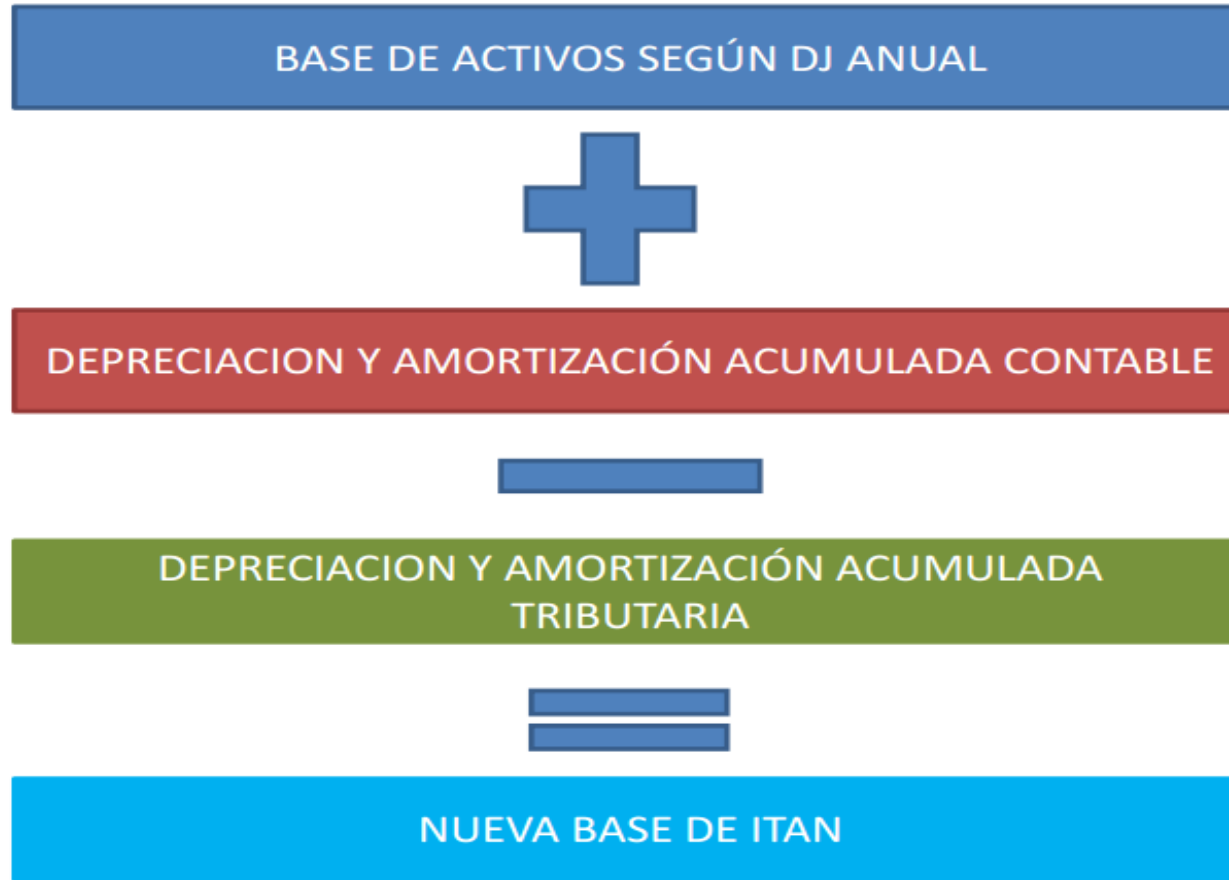 BASE DE ACTIVOS SEGÚN DJ ANUAL
DEPRECIACION Y AMORTIZACIÓN ACUMULADA CONTABLE
DEPRECIACION Y AMORTIZACIÓN ACUMULADA
TRIBUTARIA
NUEVA BASE DE ITAN